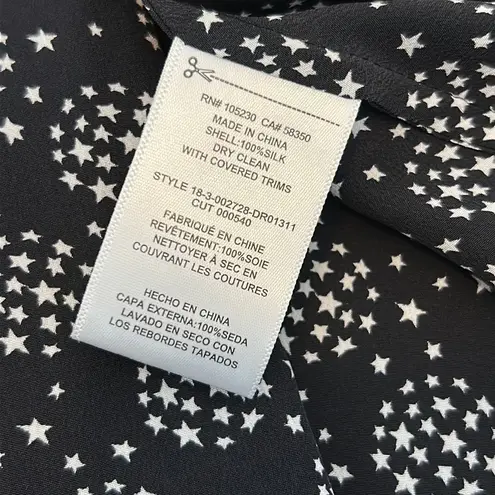 RN# 105230 CA# 58350
MADE IN CHINA
SHELL:100%SILK
DRY CLEAN
WITH COVERED TRIMS
STYLE 18-3-002728-DR01311
CUT 000540
FABRIQUÉ EN CHINE
REVÊTEMENT:100%SOIE
NETTOYER À SEC EN
COUVRANT LES COUTURES
HECHO EN CHINA
CAPA EXTERNA:100%SEDA
LAVADO EN SECO CON
LOS REBORDES TAPADOS